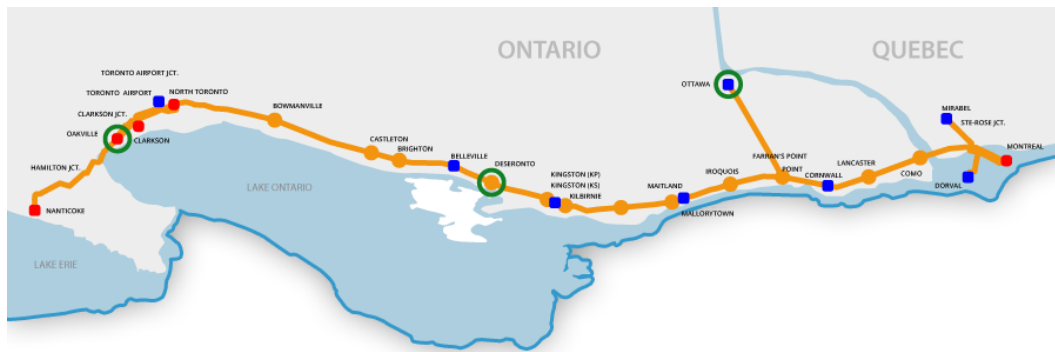 ONTARIO
QUEBEC
TORONTO AIRPORT JCT.
TORONTO AIRPORT
NORTH TORONTO
CLARKSON JCT.
OAKVILLE
CLARKSON
HAMILTON JCT.
NANTICOKE
LAKE ERIE
LAKE ONTARIO
BOWMANVILLE
CASTLETON
BRIGHTON
BELLEVILLE
DESERONTO
KINGSTON (KP)
KINGSTON (KS)
KILBIRNIE
MAITLAND
MALLORYTOWN
IROQUOIS
OTTAWA
FARRAN'S POINT
POINT
CORNWALL
LANCASTER
COMO
MIRABEL
STE-ROSE JCT.
MONTREAL
DORVAL